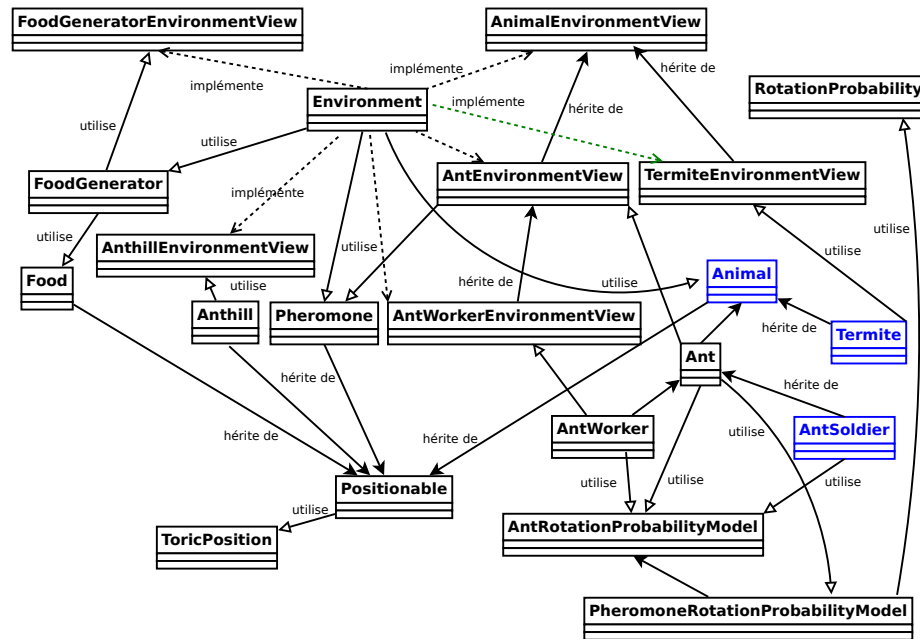 FoodGeneratorEnvironmentView
AnimalEnvironmentView
implémente
implémente
hérite de
RotationProbability
Environment
implémente
hérite de
utilise
utilise
FoodGenerator
AntEnvironmentView
TermiteEnvironmentView
utilise
implémente
utilise
AnthillEnvironmentView
utilise
utilise
utilise
Food
utilise
hérite de
utilise
Animal
Anthill
Pheromone
AntWorkerEnvironmentView
hérite de
Termite
Ant
hérite de
hérite de
hérite de
hérite de
utilise
AntWorker
AntSoldier
Positionable
utilise
utilise
utilise
utilise
ToricPosition
AntRotationProbabilityModel
PheromoneRotationProbabilityModel